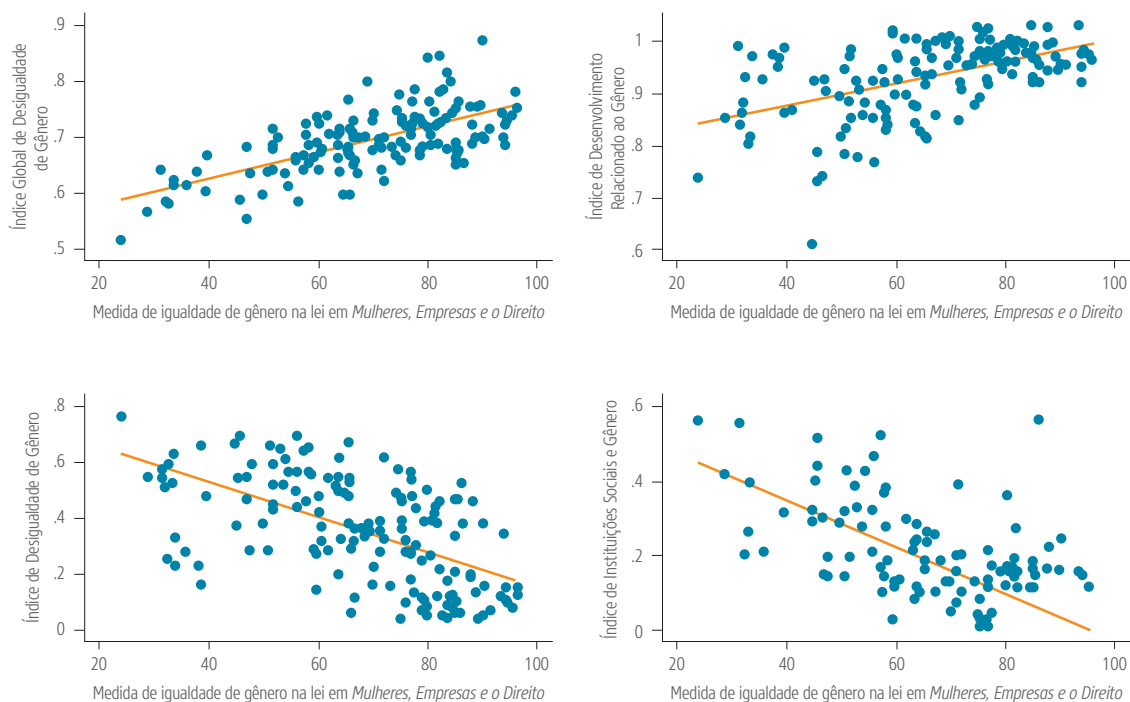 Índice Global de Desigualdade
de Gênero
.9
.8
.7
.6
.5
20 40 60 80 100
Medida de igualdade de gênero na lei em Mulheres, Empresas e o Direito
Índice de Desenvolvimento
Relacionado ao Gênero
1
.9
.8
.7
.6
20 40 60 80 100
Medida de igualdade de gênero na lei em Mulheres, Empresas e o Direito
Índice de Desigualdade de Gênero
.8
.6
.4
.2
0
20 40 60 80 100
Medida de igualdade de gênero na lei em Mulheres, Empresas e o Direito
Índice de Instituições Sociais e Gênero
.6
.4
.2
0
20 40 60 80 100
Medida de igualdade de gênero na lei em Mulheres, Empresas e o Direito